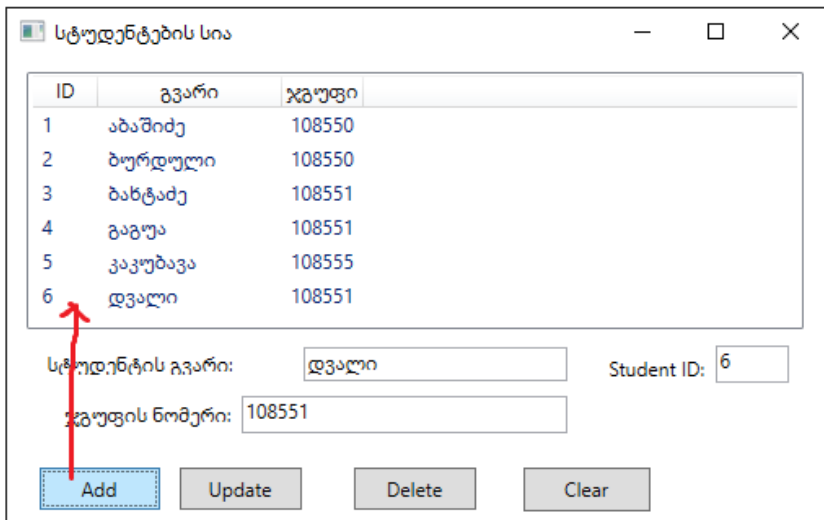 სტუდენტების სია
ID გვარი ჯგუფი
1 აბაშიძე 108550
2 ბურდული 108550
3 ბახტაძე 108551
4 გაგუა 108551
5 კაკუბავა 108555
6 დვალი 108551
სტუდენტის გვარი: დვალი Student ID: 6
ჯგუფის ნომერი: 108551
Add Update Delete Clear